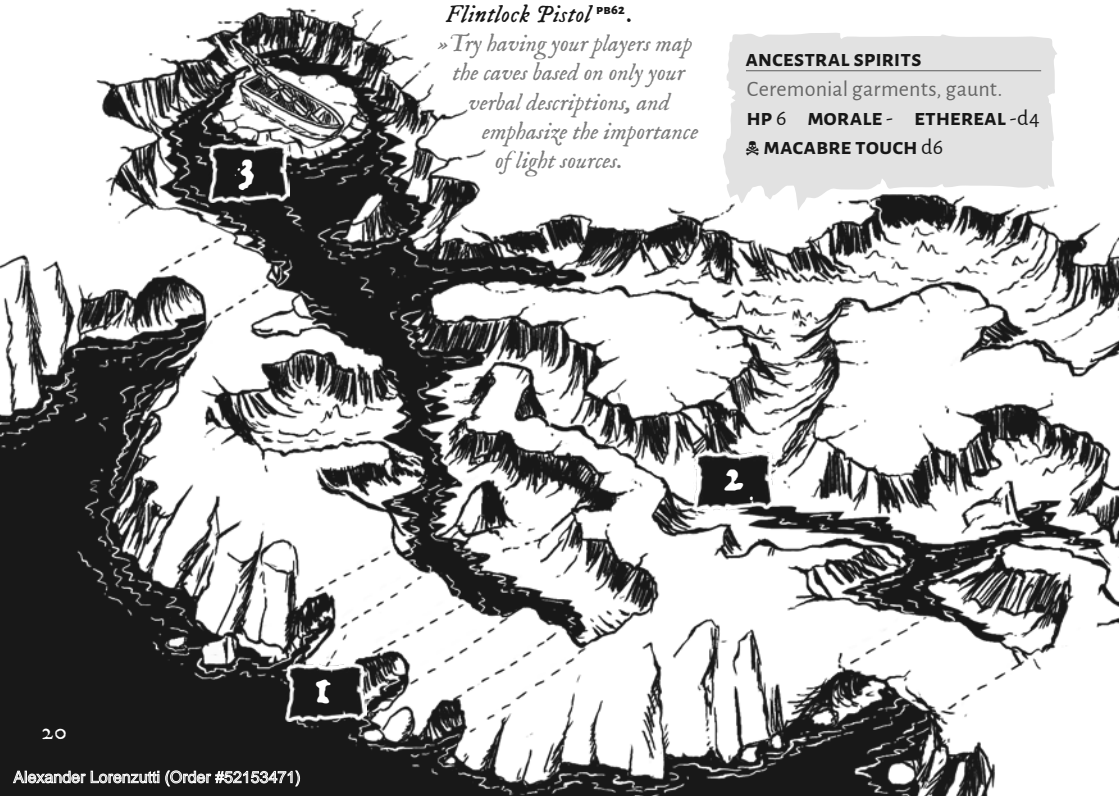 Flintlock Pistol PB62.
» Try having your players map
the caves based on only your
verbal descriptions, and
emphasize the importance
of light sources.
ANCESTRAL SPIRITS
Ceremonial garments, gaunt.
HP 6 MORALE - ETHEREAL -d4
☠ MACABRE TOUCH d6
3
2
1
20
Alexander Lorenzutti (Order #52153471)